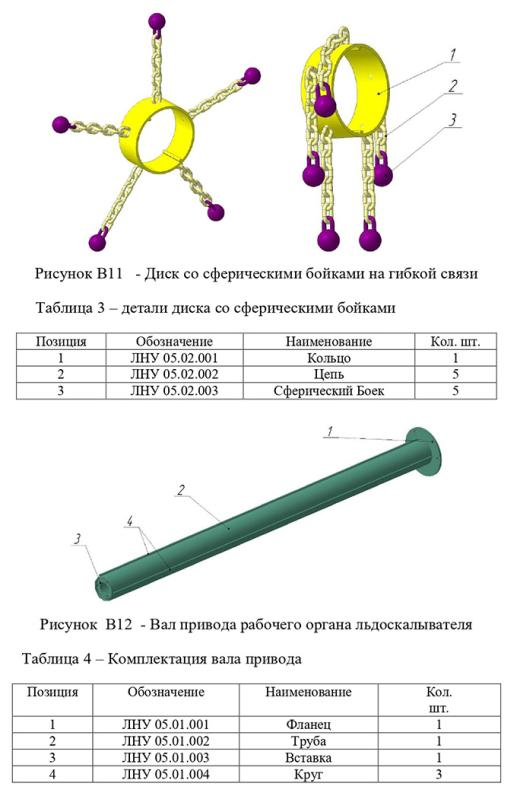 1
2
3
Рисунок В11 - Диск со сферическими бойками на гибкой связи
Таблица 3 – детали диска со сферическими бойками
Позиция Обозначение Наименование Кол. шт.
1 ЛНУ 05.02.001 Кольцо 1
2 ЛНУ 05.02.002 Цепь 5
3 ЛНУ 05.02.003 Сферический Боек 5
1
2
4
3
Рисунок В12 - Вал привода рабочего органа льдоскалывателя
Таблица 4 – Комплектация вала привода
Позиция Обозначение Наименование Кол.
шт.
1 ЛНУ 05.01.001 Фланец 1
2 ЛНУ 05.01.002 Труба 1
3 ЛНУ 05.01.003 Вставка 1
4 ЛНУ 05.01.004 Круг 3